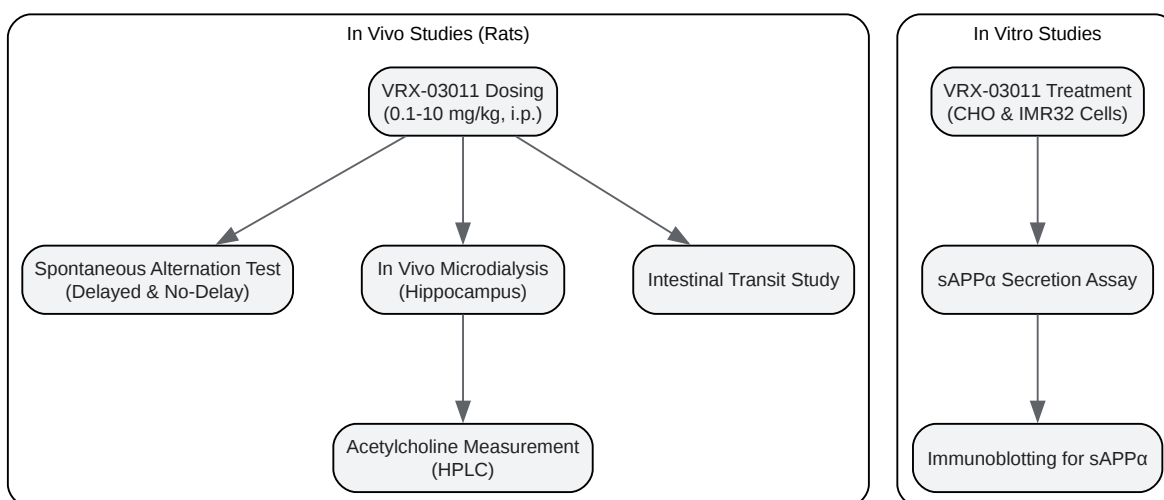 In Vivo Studies (Rats)
VRX-03011 Dosing
(0.1-10 mg/kg, i.p.)
Spontaneous Alternation Test
(Delayed & No-Delay)
In Vivo Microdialysis
(Hippocampus)
Intestinal Transit Study
Acetylcholine Measurement
(HPLC)
In Vitro Studies
VRX-03011 Treatment
(CHO & IMR32 Cells)
sAPPα Secretion Assay
Immunoblotting for sAPPα